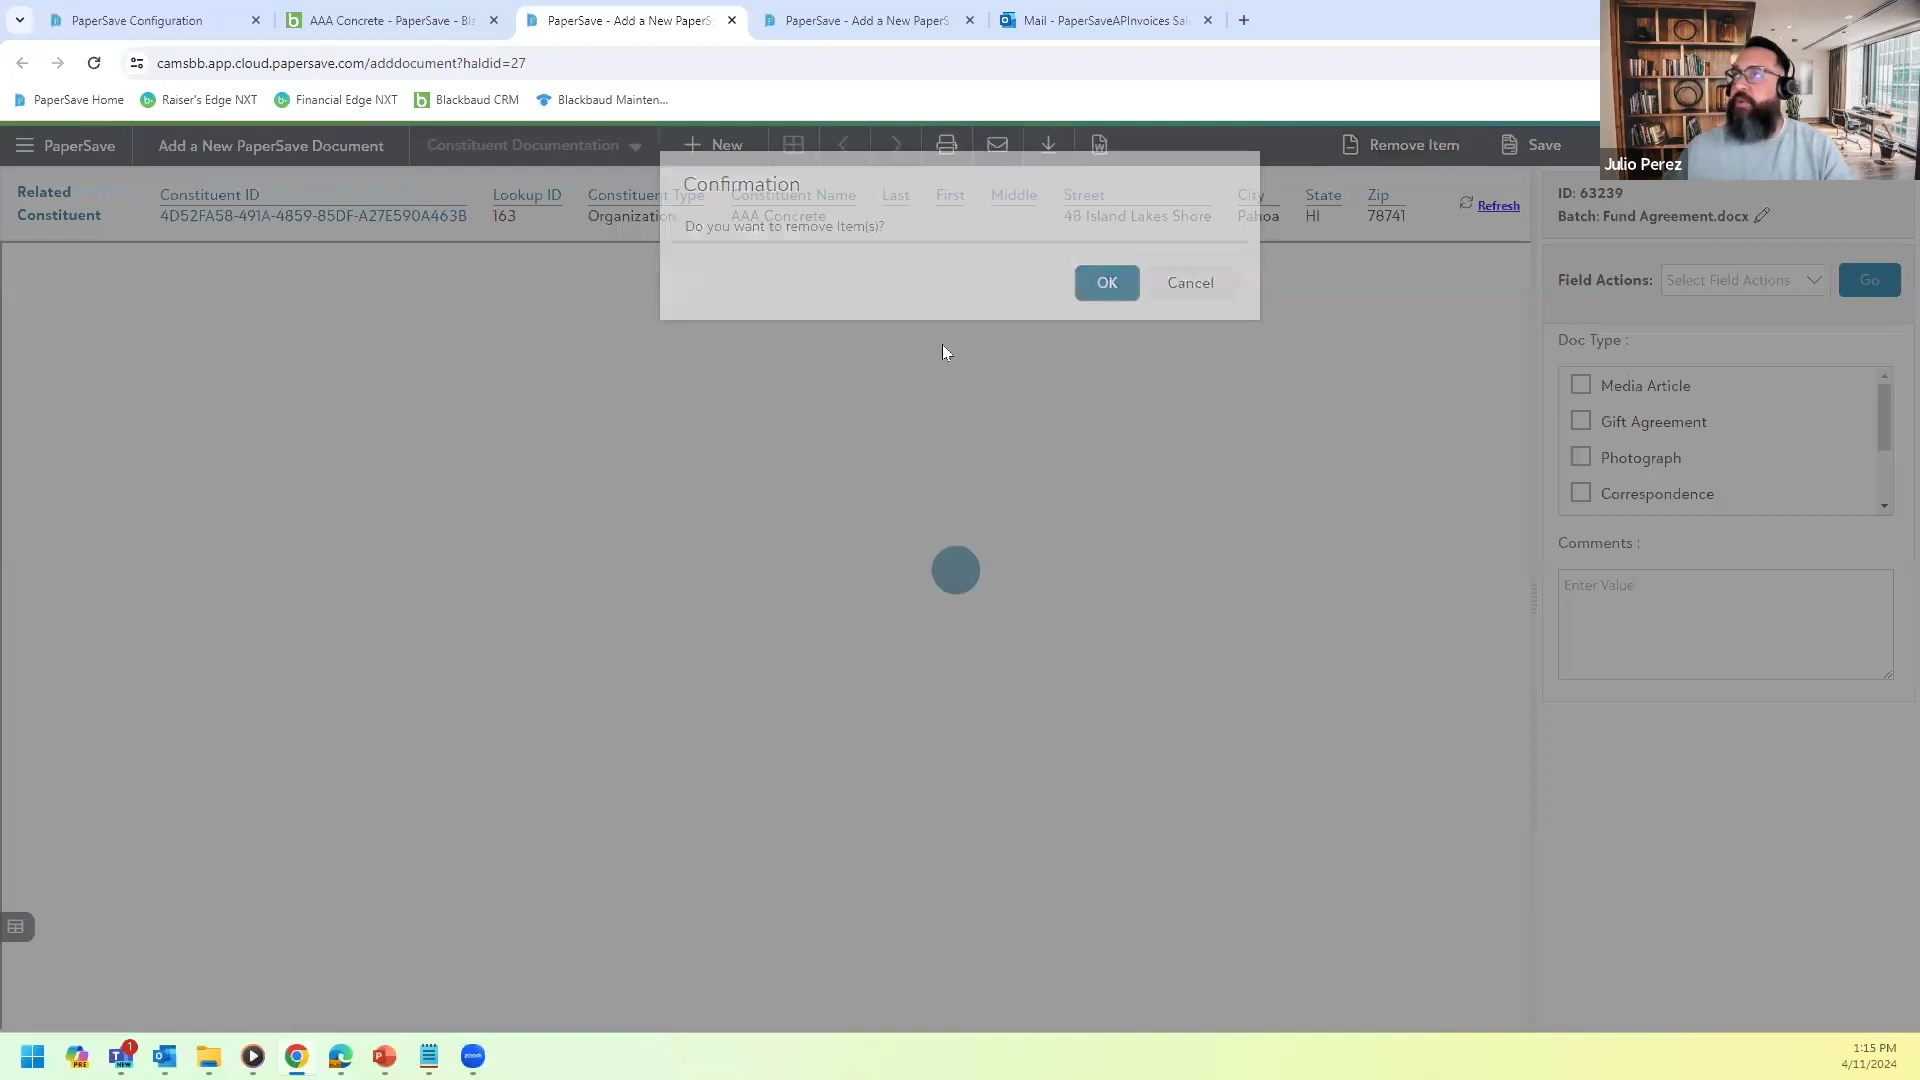 PaperSave Configuration
AAA Concrete - PaperSave - Bla
PaperSave - Add a New PaperS
PaperSave - Add a New PaperS
Mail - PaperSaveAPInvoices Sal
camsbb.app.cloud.papersave.com/adddocument?haldid=27
PaperSave Home
Raiser's Edge NXT
Financial Edge NXT
Blackbaud CRM
Blackbaud Mainten...
PaperSave
Add a New PaperSave Document
Constituent Documentation
New
Remove Item
Save
Julio Perez
Related Constituent
Constituent ID
4D52FA58-491A-4859-85DF-A27E590A463B
Lookup ID
163
Constituent Type
Organization
Constituent Name
AAA Concrete
Last
First
Middle
Street
48 Island Lakes Shore
City
Pahoa
State
HI
Zip
78741
Refresh
Confirmation
Do you want to remove Item(s)?
OK
Cancel
ID: 63239
Batch: Fund Agreement.docx
Field Actions:
Select Field Actions
Go
Doc Type :
Media Article
Gift Agreement
Photograph
Correspondence
Comments :
Enter Value
PRE
1
NEW
zoom
1:15 PM
4/11/2024